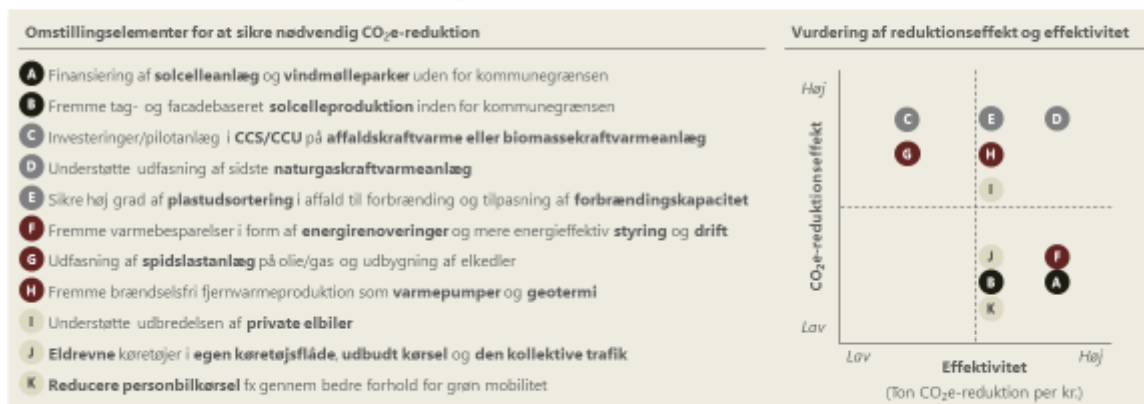 Omstillingselementer for at sikre nødvendig CO₂e-reduktion
A Finansiering af solcelleanlæg og vindmølleparker uden for kommunegrænsen
B Fremme tag- og facadebaseret solcelleproduktion inden for kommunegrænsen
C Investeringer/pilotanlæg i CCS/CCU på affaldskraftvarme eller biomassekraftvarmeanlæg
D Understøtte udfasning af sidste naturgaskraftvarmeanlæg
E Sikre høj grad af plastudsortering i affald til forbrænding og tilpasning af forbrændingskapacitet
F Fremme varmebesparelser i form af energirenoveringer og mere energieffektiv styring og drift
G Udfasning af spidslastanlæg på olie/gas og udbygning af elkedler
H Fremme brændselsfri fjernvarmeproduktion som varmepumper og geotermi
I Understøtte udbredelsen af private elbiler
J Eldrevne køretøjer i egen køretøjsflåde, udbudt kørsel og den kollektive trafik
K Reducere personbilkørsel fx gennem bedre forhold for grøn mobilitet
Vurdering af reduktionseffekt og effektivitet
Høj
CO₂e-reduktionseffekt
C E D
G H
I
J F
B A
K
Lav
Lav Høj
Effektivitet
(Ton CO₂e-reduktion per kr.)